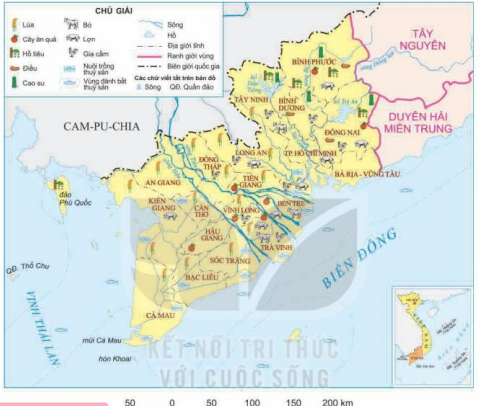 CHÚ GIẢI
Lúa
Cây ăn quả
Hồ tiêu
Điều
Cao su
Bò
Lợn
Gia cầm
Nuôi trồng
thuỷ sản
Vùng đánh bắt
thuỷ sản
Sông
Hồ
Địa giới tỉnh
Ranh giới vùng
Biên giới quốc gia
Các chữ viết tắt trên bản đồ
S. Sông QĐ. Quần đảo
TÂY
NGUYÊN
BÌNH PHƯỚC
DUYÊN HẢI
MIỀN TRUNG
TÂY NINH
BÌNH
DƯƠNG
Hồ Trị An
ĐỒNG NAI
CAM-PU-CHIA
LONG AN
TP. HỒ CHÍ MINH
ĐỒNG
THÁP
BÀ RỊA - VŨNG TÀU
TIỀN
GIANG
AN GIANG
đảo
Phú Quốc
KIÊN
GIANG
CẦN
THƠ
VĨNH LONG
BẾN TRE
HẬU
GIANG
TRÀ VINH
SÓC TRĂNG
BẠC LIÊU
QĐ. Thổ Chu
BIỂN ĐÔNG
VỊNH THÁI LAN
CÀ MAU
mũi Cà Mau
hòn Khoai
KẾT NỐI TRI THỨC
VỚI CUỘC SỐNG
50 0 50 100 150 200 km